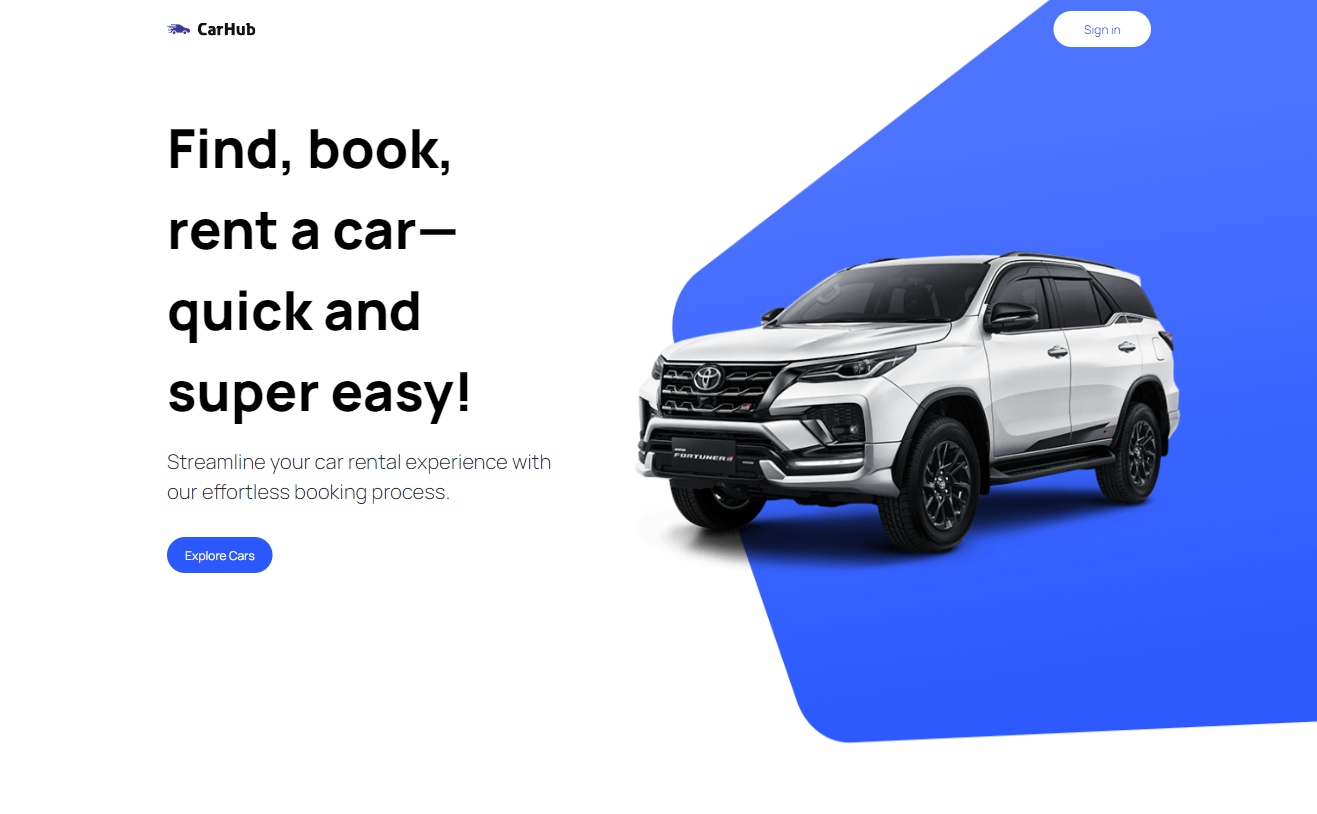 CarHub
Sign in
Find, book,
rent a car—
quick and
super easy!
Streamline your car rental experience with
our effortless booking process.
Explore Cars
FORTUNER